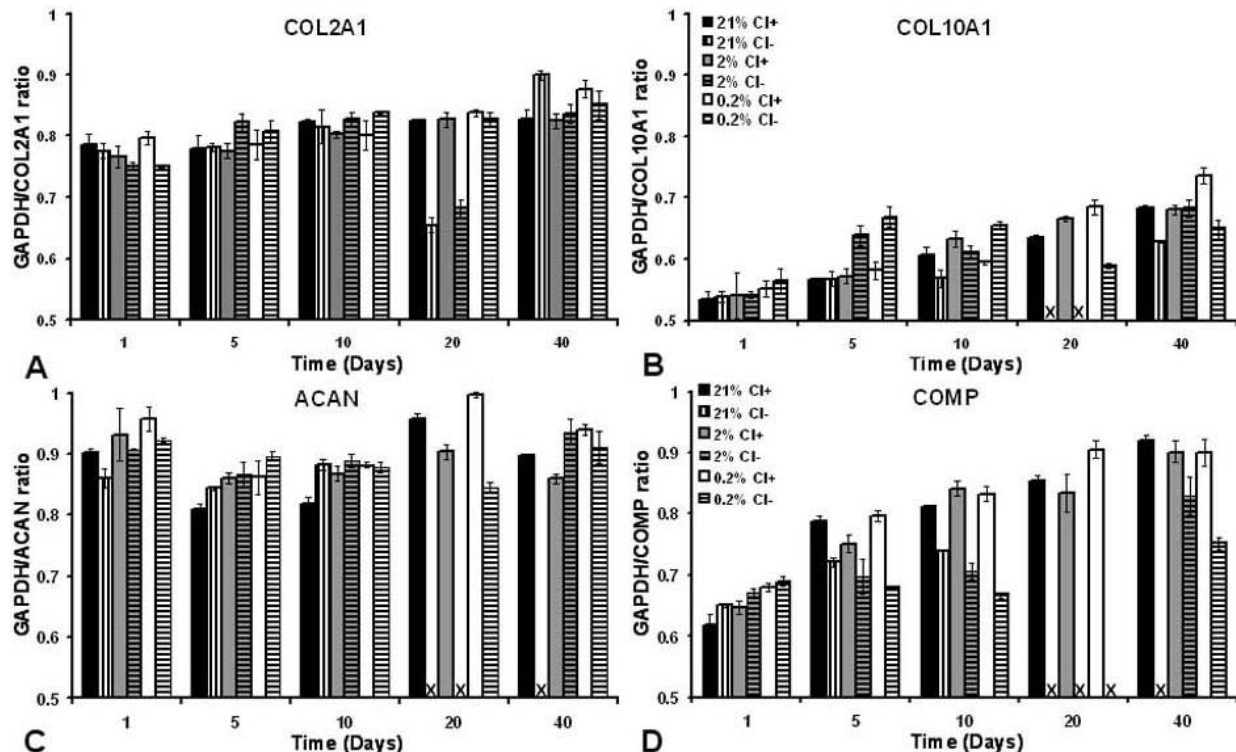 COL2A1
GAPDH/COL2A1 ratio
1
0.9
0.8
0.7
0.6
0.5
1 5 10 20 40
Time (Days)
A
COL10A1
21% CI+
21% CI-
2% CI+
2% CI-
0.2% CI+
0.2% CI-
GAPDH/COL10A1 ratio
1
0.9
0.8
0.7
0.6
0.5
X X
1 5 10 20 40
Time (Days)
B
ACAN
GAPDH/ACAN ratio
1
0.9
0.8
0.7
0.6
0.5
X X X
1 5 10 20 40
Time (Days)
C
COMP
21% CI+
21% CI-
2% CI+
2% CI-
0.2% CI+
0.2% CI-
GAPDH/COMP ratio
1
0.9
0.8
0.7
0.6
0.5
X X X X
1 5 10 20 40
Time (Days)
D